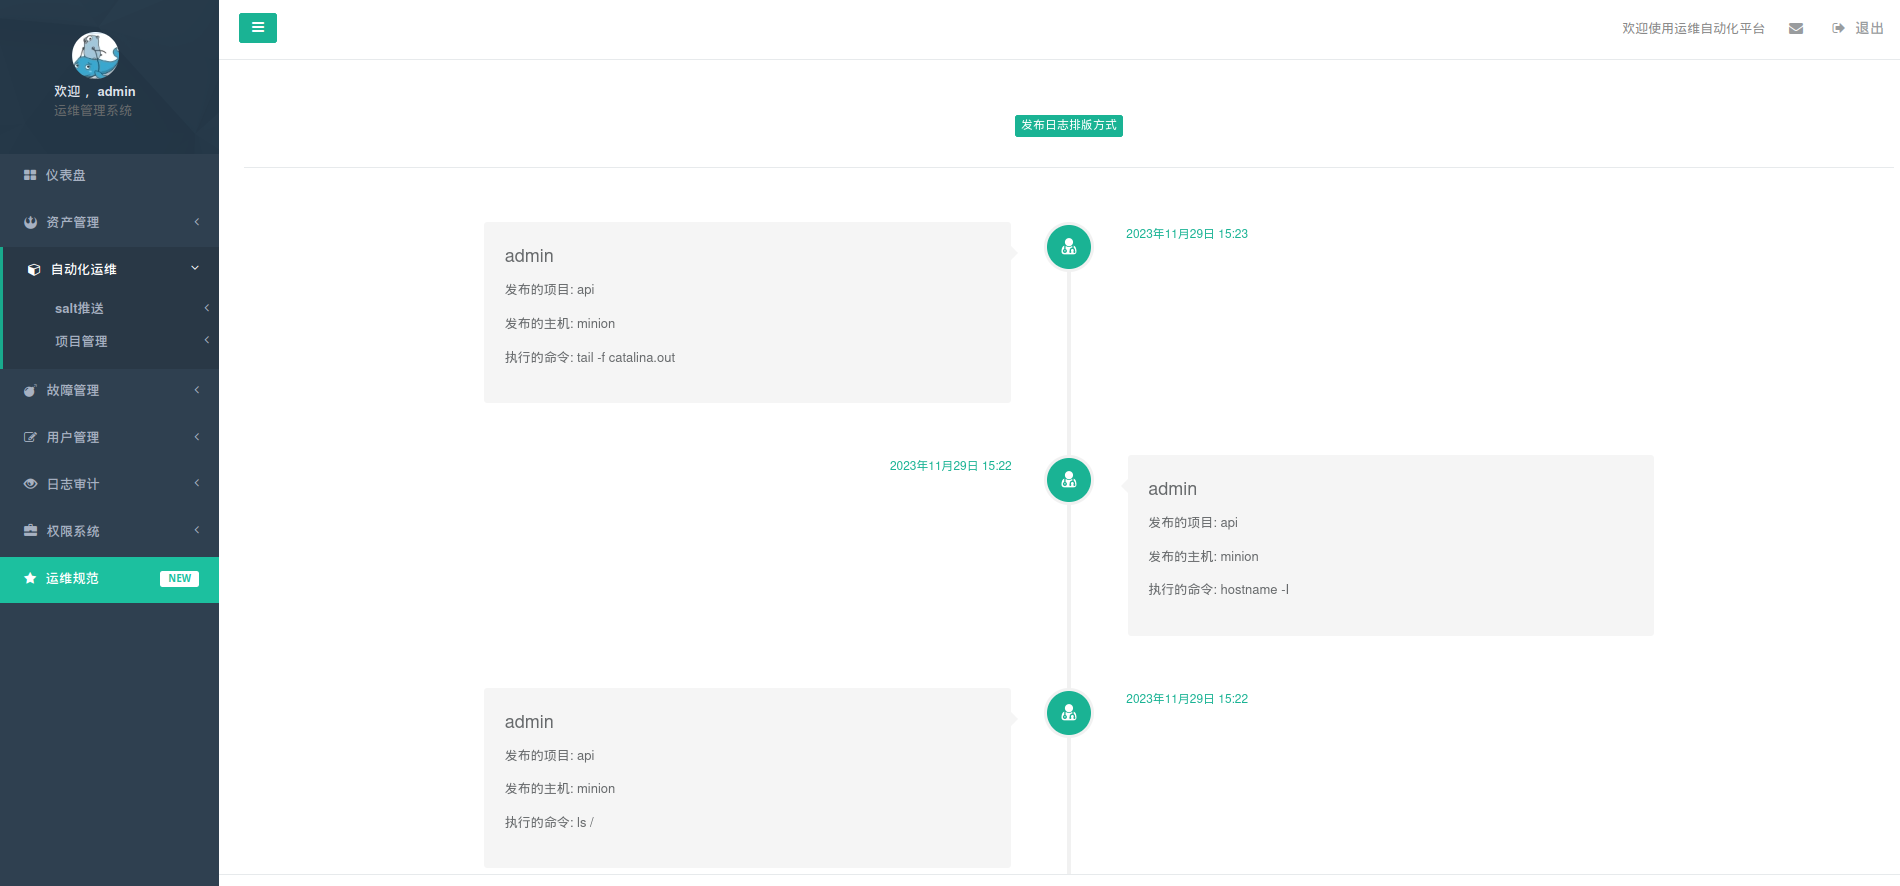 欢迎 ，admin
运维管理系统
仪表盘
资产管理
自动化运维
salt推送
项目管理
故障管理
用户管理
日志审计
权限系统
运维规范 NEW
欢迎使用运维自动化平台 退出
发布日志排版方式
admin
发布的项目: api
发布的主机: minion
执行的命令: tail -f catalina.out
2023年11月29日 15:23
2023年11月29日 15:22
admin
发布的项目: api
发布的主机: minion
执行的命令: hostname -I
admin
发布的项目: api
发布的主机: minion
执行的命令: ls /
2023年11月29日 15:22